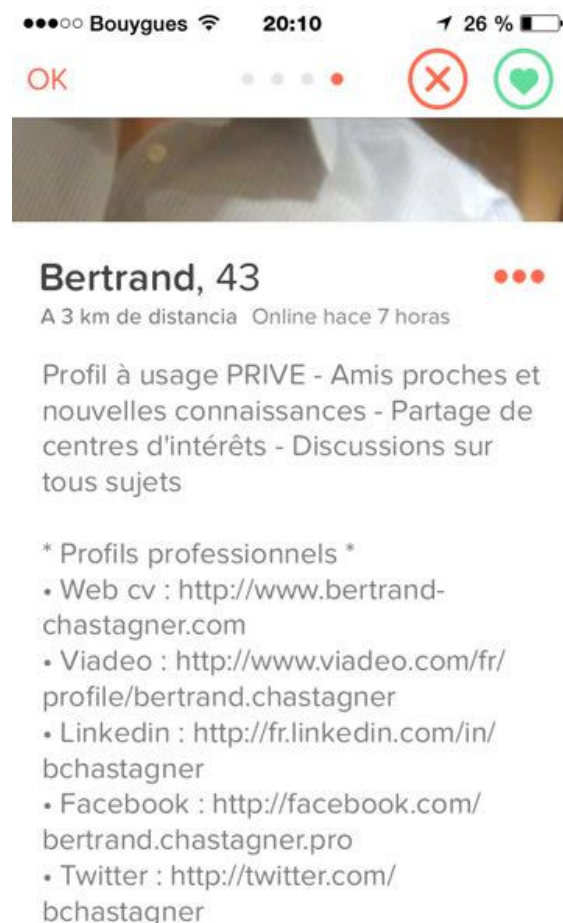 Bouygues 20:10 26 %
OK
Bertrand, 43
A 3 km de distancia Online hace 7 horas
Profil à usage PRIVE - Amis proches et
nouvelles connaissances - Partage de
centres d'intérêts - Discussions sur
tous sujets
* Profils professionnels *
• Web cv : http://www.bertrand-
chastagner.com
• Viadeo : http://www.viadeo.com/fr/
profile/bertrand.chastagner
• Linkedin : http://fr.linkedin.com/in/
bchastagner
• Facebook : http://facebook.com/
bertrand.chastagner.pro
• Twitter : http://twitter.com/
bchastagner